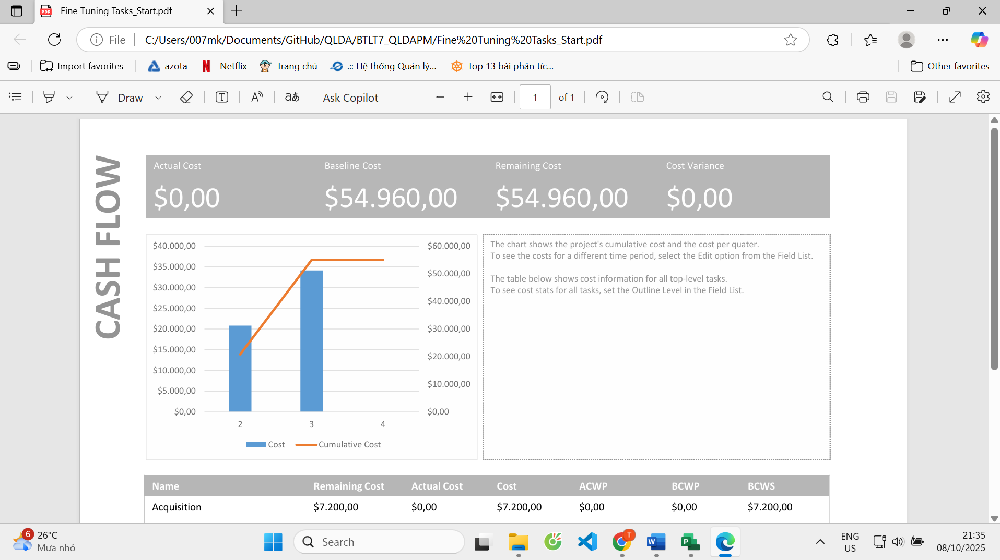 Fine Tuning Tasks_Start.pdf
File
C:/Users/007mk/Documents/GitHub/QLDA/BTLT7_QLDAPM/Fine%20Tuning%20Tasks_Start.pdf
Import favorites
azota
Netflix
Trang chủ
.:: Hệ thống Quản lý...
Top 13 bài phân tíc...
Other favorites
Draw
Ask Copilot
1
of 1
CASH FLOW
Actual Cost
Baseline Cost
Remaining Cost
Cost Variance
$0,00
$54.960,00
$54.960,00
$0,00
$40.000,00
$35.000,00
$30.000,00
$25.000,00
$20.000,00
$15.000,00
$10.000,00
$5.000,00
$0,00
$60.000,00
$50.000,00
$40.000,00
$30.000,00
$20.000,00
$10.000,00
$0,00
2 3 4
Cost
Cumulative Cost
The chart shows the project's cumulative cost and the cost per quater.
To see the costs for a different time period, select the Edit option from the Field List.
The table below shows cost information for all top-level tasks.
To see cost stats for all tasks, set the Outline Level in the Field List.
Name Remaining Cost Actual Cost Cost ACWP BCWP BCWS
Acquisition $7.200,00 $0,00 $7.200,00 $0,00 $0,00 $7.200,00
6
26°C
Mưa nhỏ
Search
T
ENG
US
21:35
08/10/2025